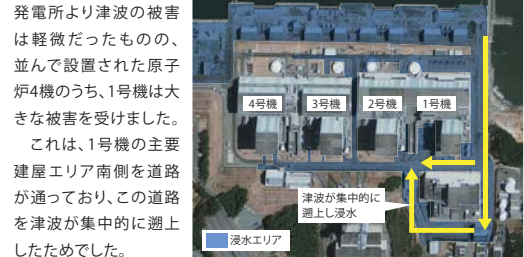 発電所より津波の被害
は軽微だったものの、
並んで設置された原子
炉4機のうち、1号機は大
きな被害を受けました。
　これは、1号機の主要
建屋エリア南側を道路
が通っており、この道路
を津波が集中的に遡上
したためでした。
4号機
3号機
2号機
1号機
津波が集中的に
遡上し浸水
浸水エリア